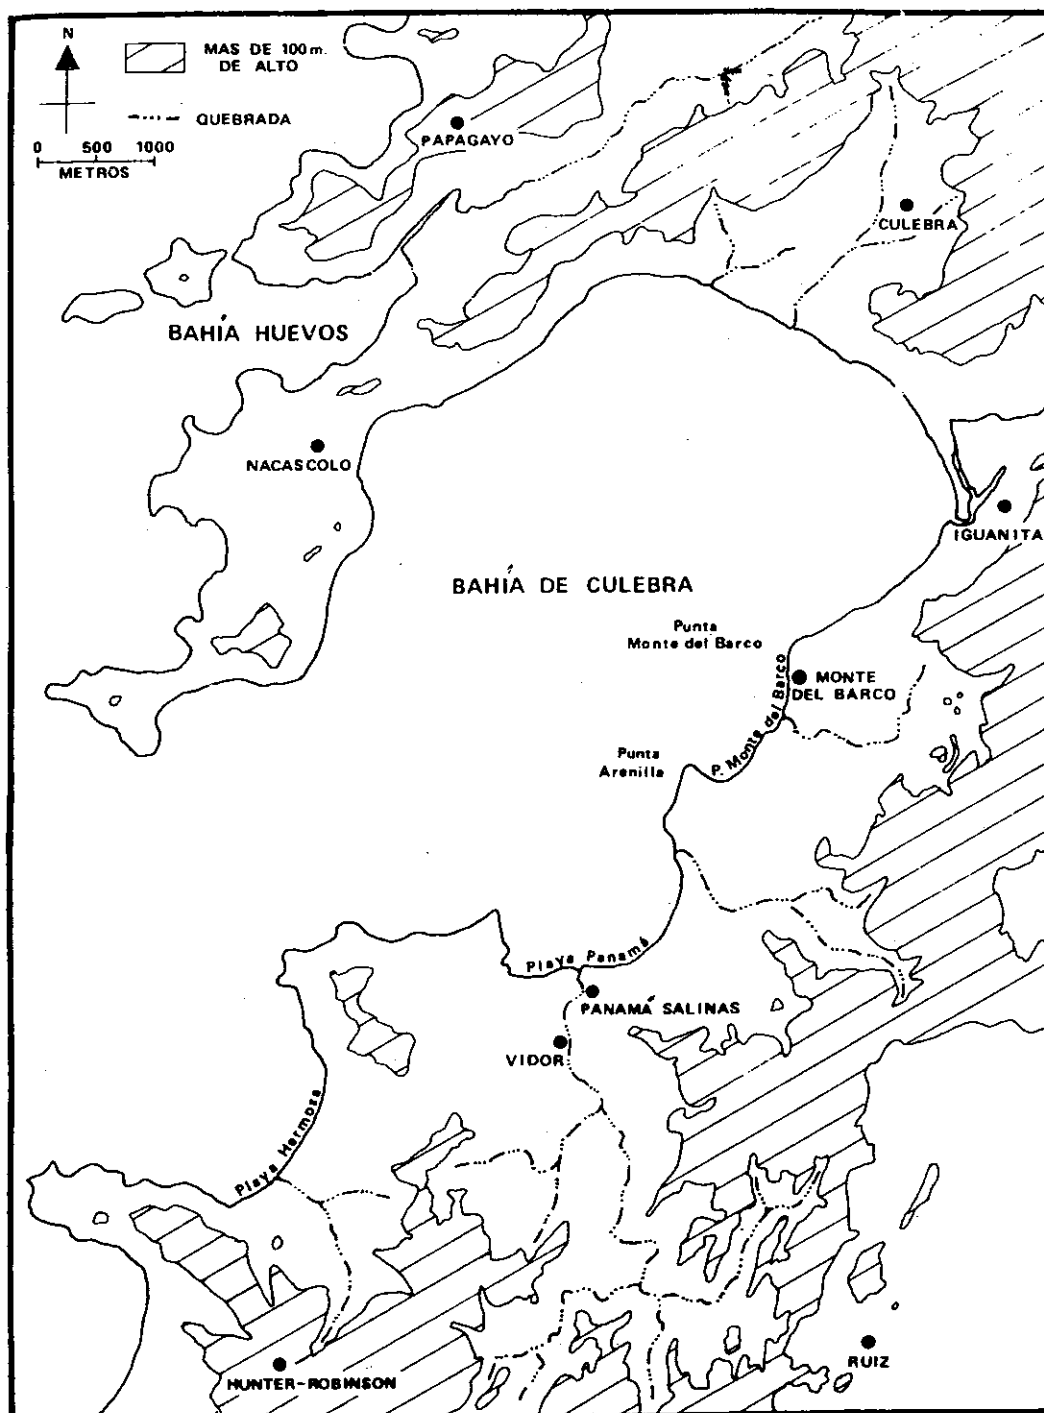 N
MAS DE 100 m.
DE ALTO
QUEBRADA
0 500 1000
METROS
PAPAGAYO
CULEBRA
BAHÍA HUEVOS
NACASCOLO
IGUANITA
BAHÍA DE CULEBRA
Punta
Monte del Barco
MONTE
DEL BARCO
P. Monte del Barco
Punta
Arenilla
Playa Panamá
PANAMÁ SALINAS
VIDOR
Playa Hermosa
RUIZ
HUNTER-ROBINSON